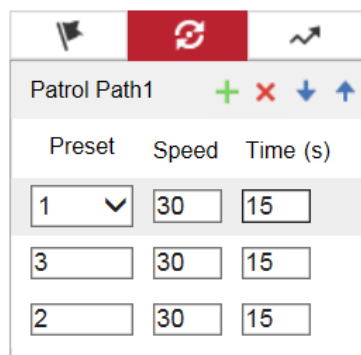 Patrol Path1
Preset Speed Time (s)
1 30 15
3 30 15
2 30 15